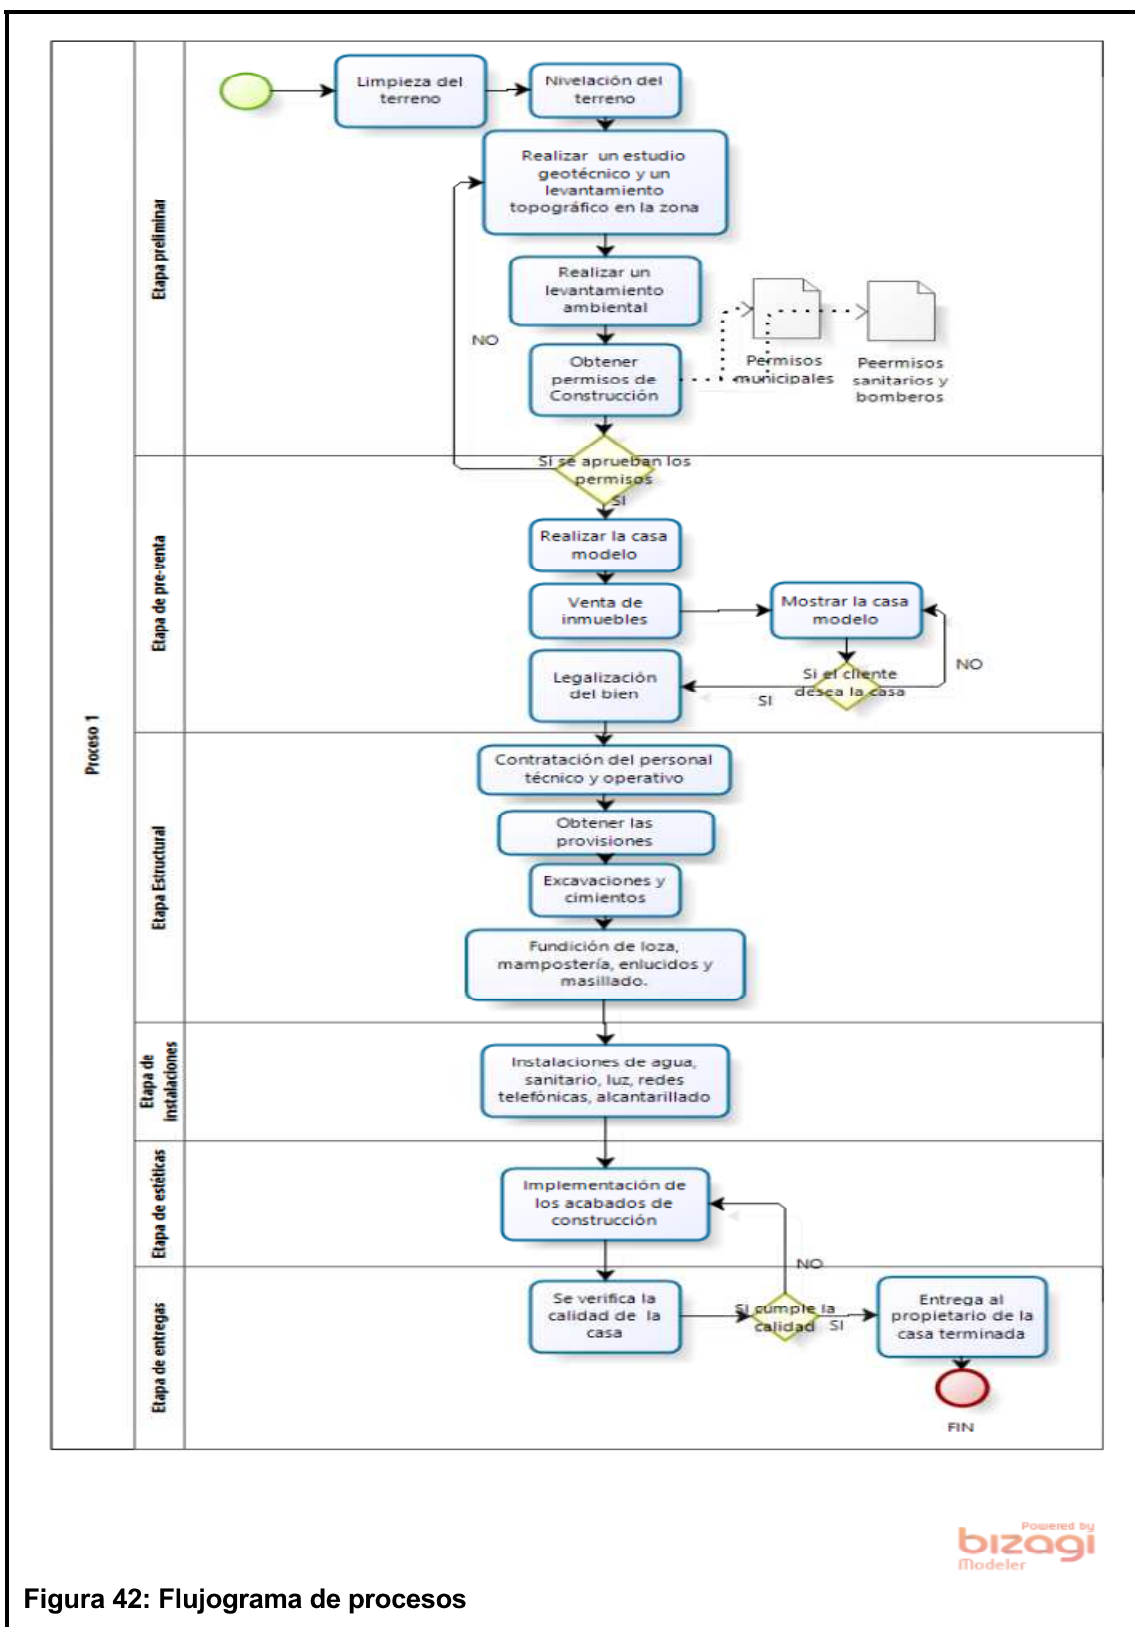 Proceso 1
Etapa preliminar
Limpieza del
terreno
Nivelación del
terreno
Realizar un estudio
geotécnico y un
levantamiento
topográfico en la zona
Realizar un
levantamiento
ambiental
NO
Obtener
permisos de
Construcción
Permisos
municipales
Peermisos
sanitarios y
bomberos
Si se aprueban los
permisos
SI
Etapa de pre-venta
Realizar la casa
modelo
Venta de
inmuebles
Mostrar la casa
modelo
Si el cliente
desea la casa
NO
SI
Legalización
del bien
Etapa Estructural
Contratación del personal
técnico y operativo
Obtener las
provisiones
Excavaciones y
cimientos
Fundición de loza,
mampostería, enlucidos y
masillado.
Etapa de
instalaciones
Instalaciones de agua,
sanitario, luz, redes
telefónicas, alcantarillado
Etapa de estéticas
Implementación de
los acabados de
construcción
NO
Etapa de entregas
Se verifica la
calidad de la
casa
Si cumple la
calidad
SI
Entrega al
propietario de la
casa terminada
FIN
Powered by
bizagi
Modeler
Figura 42: Flujograma de procesos